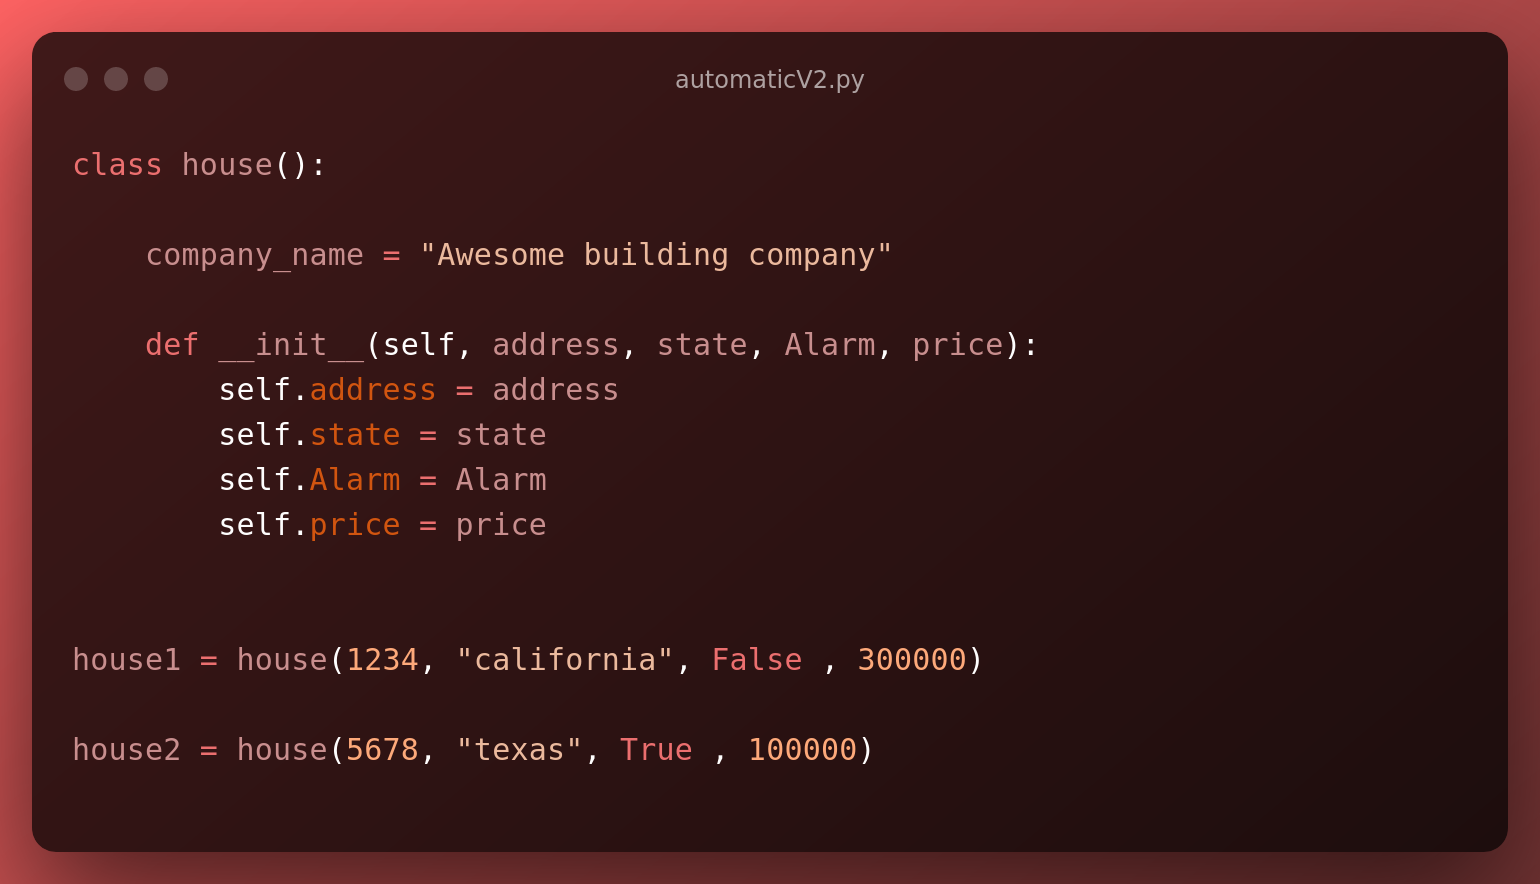 automaticV2.py
class house():
    company_name = "Awesome building company"
    def __init__(self, address, state, Alarm, price):
        self.address = address
        self.state = state
        self.Alarm = Alarm
        self.price = price
house1 = house(1234, "california", False , 300000)
house2 = house(5678, "texas", True , 100000)